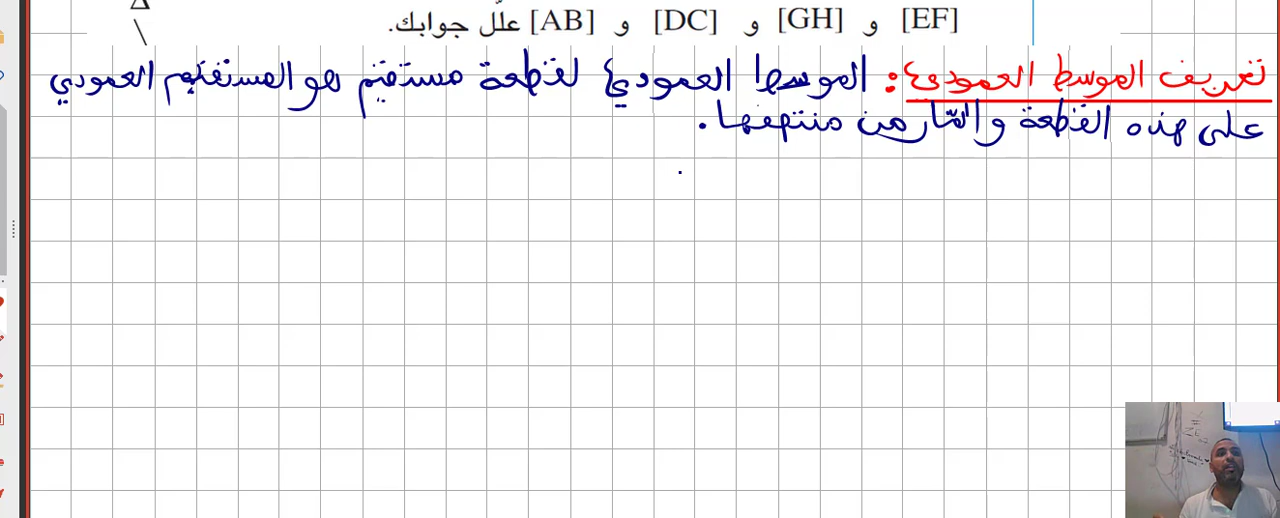 Δ
[EF] و [GH] و [DC] و [AB] علّل جوابك.
تعريف الموسط العمودي: الموسط العمودي لقطعة مستقيم هو المستقيم العمودي
على هذه القطعة والمار من منتصفها.